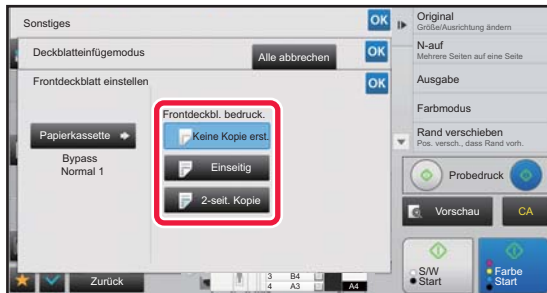 Sonstiges
OK
Deckblatteinfügemodus
Alle abbrechen
OK
Frontdeckblatt einstellen
OK
Papierkassette
Bypass
Normal 1
Frontdeckbl. bedruck.
Keine Kopie erst.
Einseitig
2-seit. Kopie
Zurück
3 B4
4 A3
A4
Original
Größe/Ausrichtung ändern
N-auf
Mehrere Seiten auf eine Seite
Ausgabe
Farbmodus
Rand verschieben
Pos. versch., dass Rand vorh.
Probedruck
Vorschau
CA
S/W
Start
Farbe
Start